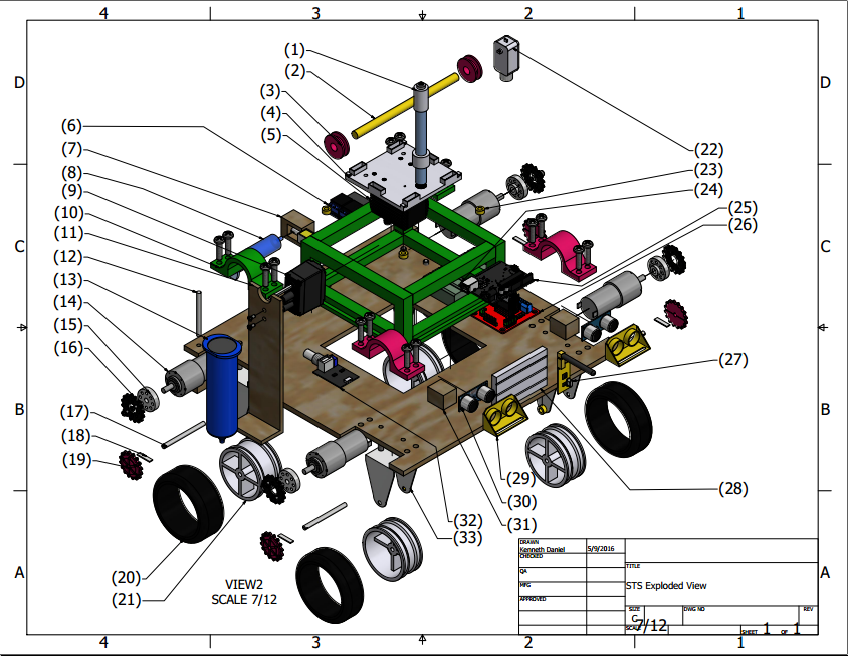 4 3 2 1
D D
C C
B B
A A
(1)
(2)
(3)
(4)
(5)
(6)
(7)
(8)
(9)
(10)
(11)
(12)
(13)
(14)
(15)
(16)
(17)
(18)
(19)
(20)
(21)
(22)
(23)
(24)
(25)
(26)
(27)
(28)
(29)
(30)
(31)
(32)
(33)
VIEW2
SCALE 7/12
DRAWN
Kenneth Daniel 5/9/2016
CHECKED
QA
MFG
APPROVED
TITLE
STS Exploded View
SIZE DWG NO REV
C
SCALE 7/12
SHEET 1 OF 1
4 3 2 1